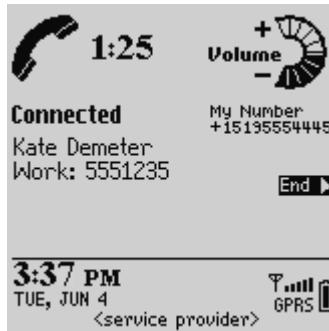 1:25
+
Volume
−
Connected
My Number
+15195554445
Kate Demeter
Work: 5551235
End
3:37 PM
TUE, JUN 4
GPRS
<service provider>